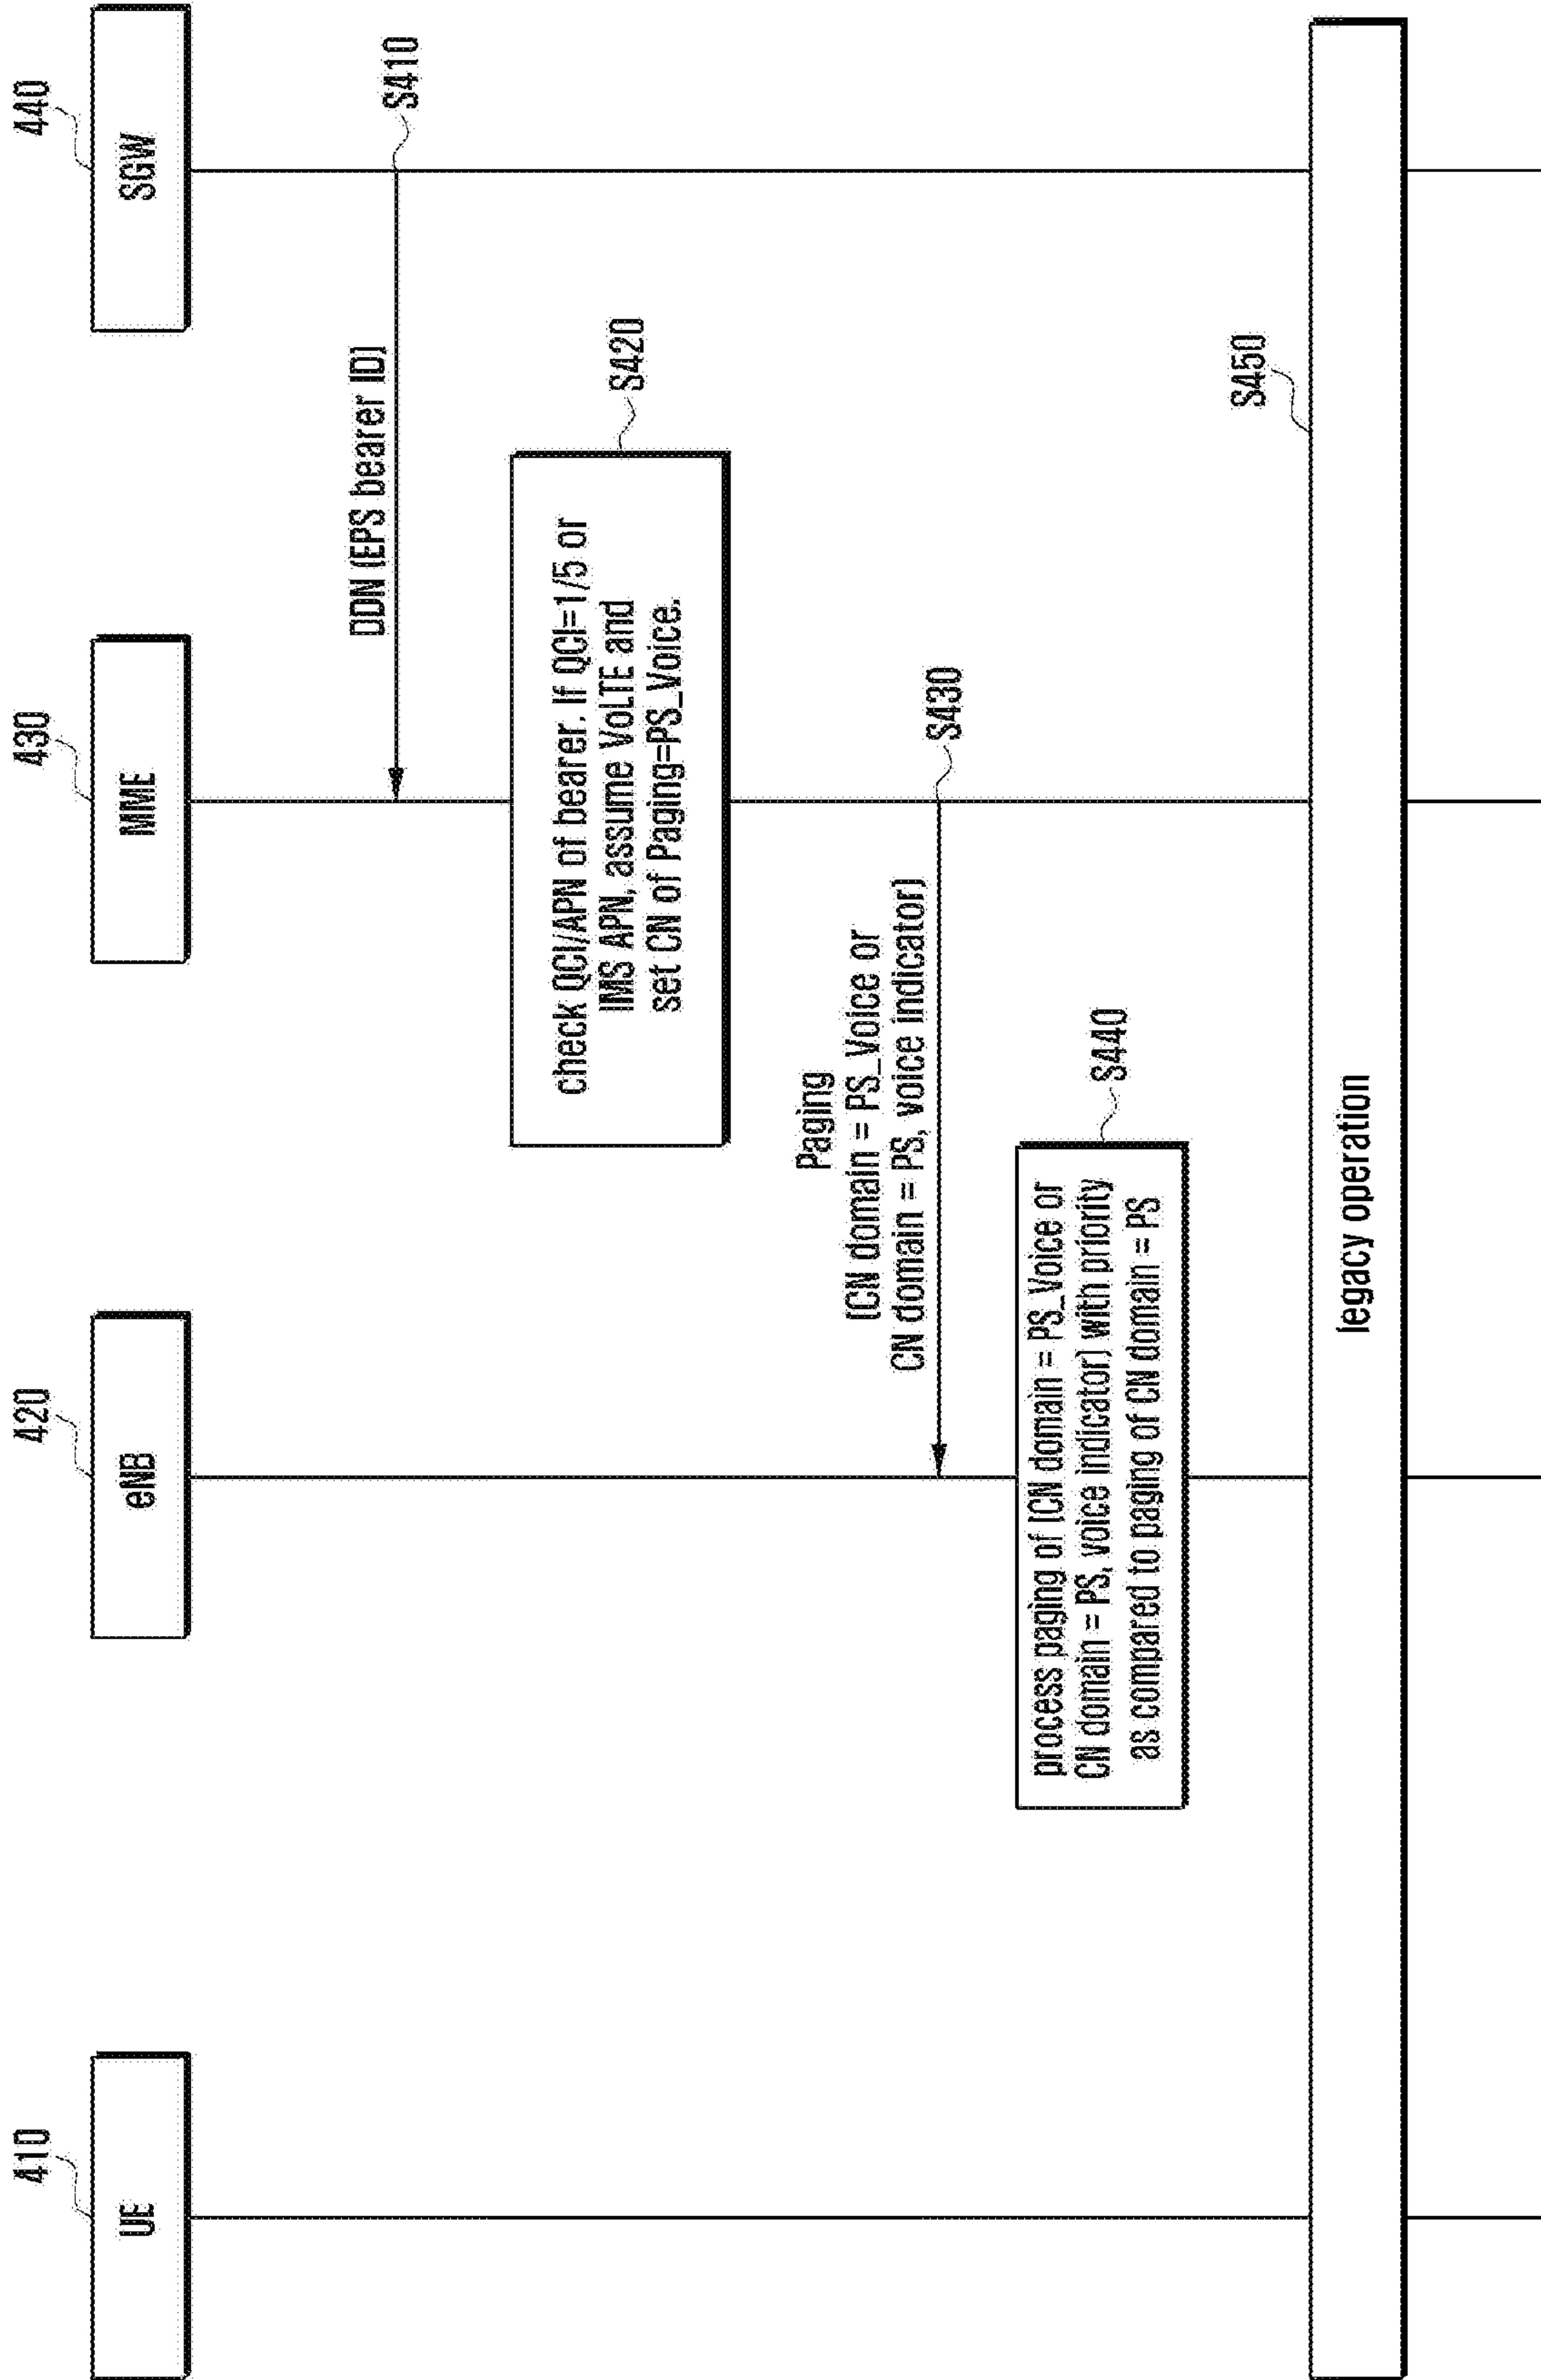 410
420
430
440
UE
eNB
MME
SGW
DDN (EPS bearer ID)
S410
check QCI/APN of bearer. If QCI=1/5 or
IMS APN, assume VoLTE and
set CN of Paging=PS_Voice.
S420
Paging
(CN domain = PS_Voice or
CN domain = PS, voice indicator)
S430
process paging of (CN domain = PS_Voice or
CN domain = PS, voice indicator) with priority
as compared to paging of CN domain = PS
S440
S450
legacy operation